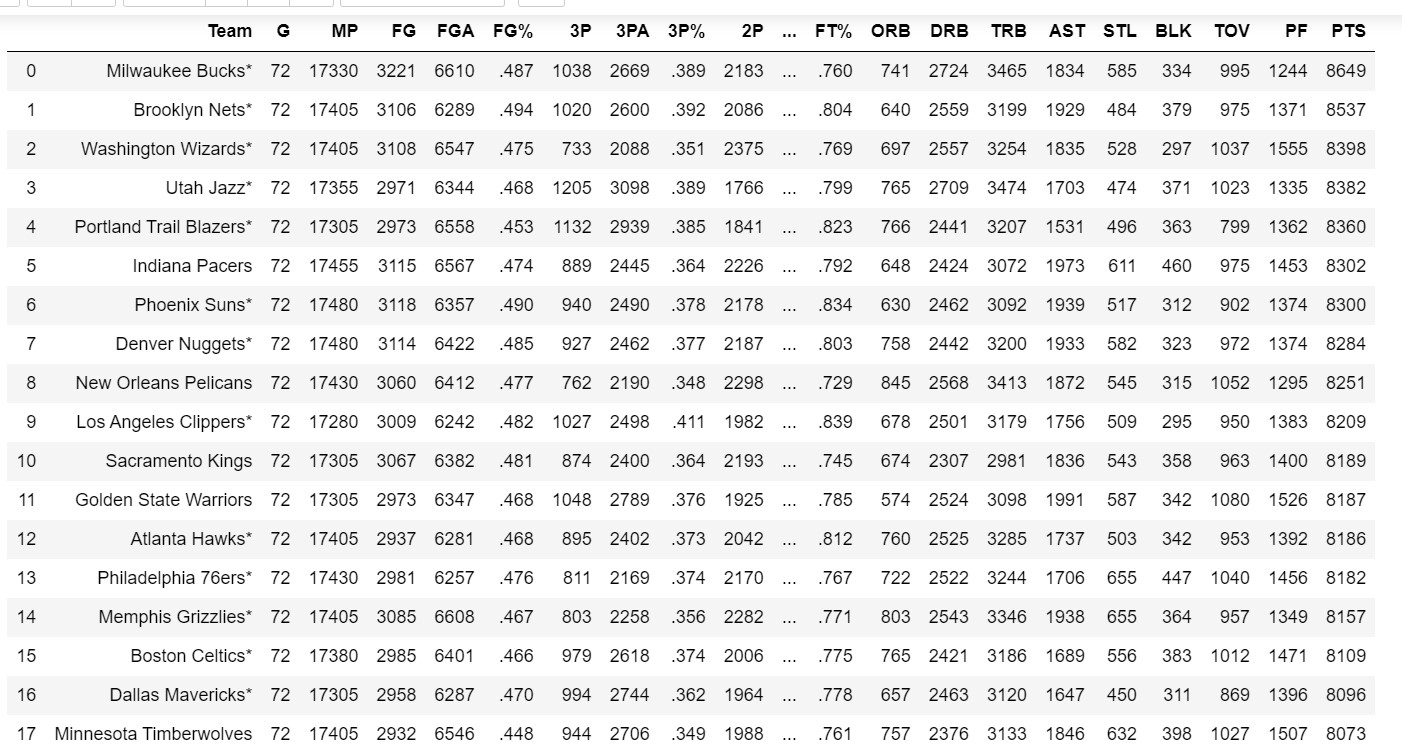 Team G MP FG FGA FG% 3P 3PA 3P% 2P ... FT% ORB DRB TRB AST STL BLK TOV PF PTS
0 Milwaukee Bucks* 72 17330 3221 6610 .487 1038 2669 .389 2183 ... .760 741 2724 3465 1834 585 334 995 1244 8649
1 Brooklyn Nets* 72 17405 3106 6289 .494 1020 2600 .392 2086 ... .804 640 2559 3199 1929 484 379 975 1371 8537
2 Washington Wizards* 72 17405 3108 6547 .475 733 2088 .351 2375 ... .769 697 2557 3254 1835 528 297 1037 1555 8398
3 Utah Jazz* 72 17355 2971 6344 .468 1205 3098 .389 1766 ... .799 765 2709 3474 1703 474 371 1023 1335 8382
4 Portland Trail Blazers* 72 17305 2973 6558 .453 1132 2939 .385 1841 ... .823 766 2441 3207 1531 496 363 799 1362 8360
5 Indiana Pacers 72 17455 3115 6567 .474 889 2445 .364 2226 ... .792 648 2424 3072 1973 611 460 975 1453 8302
6 Phoenix Suns* 72 17480 3118 6357 .490 940 2490 .378 2178 ... .834 630 2462 3092 1939 517 312 902 1374 8300
7 Denver Nuggets* 72 17480 3114 6422 .485 927 2462 .377 2187 ... .803 758 2442 3200 1933 582 323 972 1374 8284
8 New Orleans Pelicans 72 17430 3060 6412 .477 762 2190 .348 2298 ... .729 845 2568 3413 1872 545 315 1052 1295 8251
9 Los Angeles Clippers* 72 17280 3009 6242 .482 1027 2498 .411 1982 ... .839 678 2501 3179 1756 509 295 950 1383 8209
10 Sacramento Kings 72 17305 3067 6382 .481 874 2400 .364 2193 ... .745 674 2307 2981 1836 543 358 963 1400 8189
11 Golden State Warriors 72 17305 2973 6347 .468 1048 2789 .376 1925 ... .785 574 2524 3098 1991 587 342 1080 1526 8187
12 Atlanta Hawks* 72 17405 2937 6281 .468 895 2402 .373 2042 ... .812 760 2525 3285 1737 503 342 953 1392 8186
13 Philadelphia 76ers* 72 17430 2981 6257 .476 811 2169 .374 2170 ... .767 722 2522 3244 1706 655 447 1040 1456 8182
14 Memphis Grizzlies* 72 17405 3085 6608 .467 803 2258 .356 2282 ... .771 803 2543 3346 1938 655 364 957 1349 8157
15 Boston Celtics* 72 17380 2985 6401 .466 979 2618 .374 2006 ... .775 765 2421 3186 1689 556 383 1012 1471 8109
16 Dallas Mavericks* 72 17305 2958 6287 .470 994 2744 .362 1964 ... .778 657 2463 3120 1647 450 311 869 1396 8096
17 Minnesota Timberwolves 72 17405 2932 6546 .448 944 2706 .349 1988 ... .761 757 2376 3133 1846 632 398 1027 1507 8073